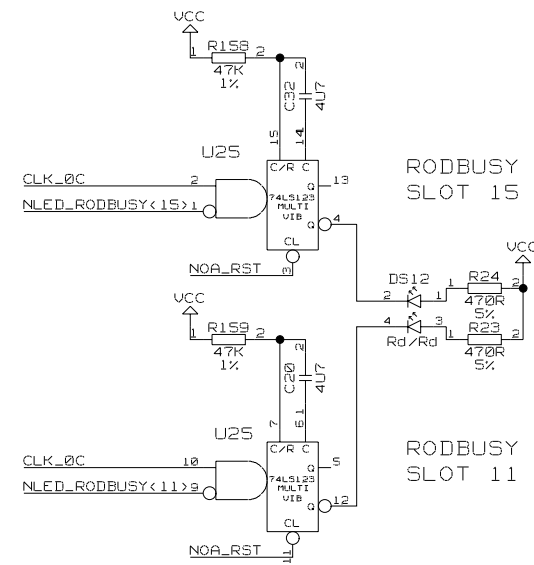 VCC
1 R158 2
47K
1%
C32
4U7
2
15
14
U25
C/R C
CLK_0C 2
NLED_RODBUSY<15> 1
Q 13
74LS123
MULTI
VIB
Q 4
CL
NOA_RST 3
RODBUSY
SLOT 15
VCC
DS12
2 1
1 R24 2
470R
5%
4 3
Rd/Rd
1 R23 2
470R
5%
VCC
1 R159 2
47K
1%
C20
4U7
2
7
6 1
U25
C/R C
CLK_0C 10
NLED_RODBUSY<11> 9
Q 5
74LS123
MULTI
VIB
Q 12
CL
NOA_RST 11
RODBUSY
SLOT 11